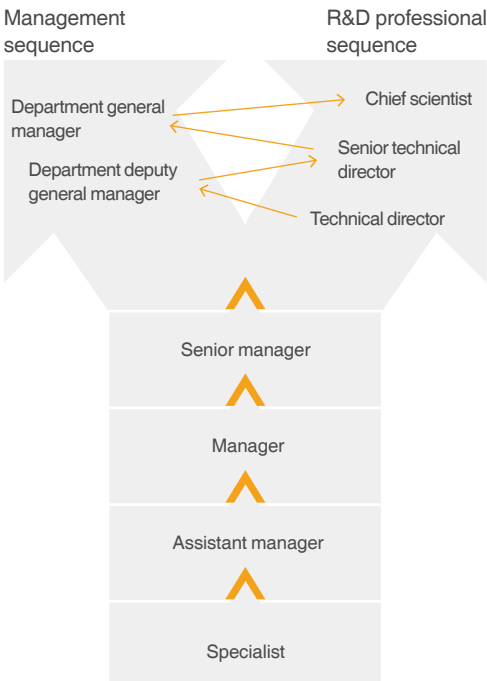 Management
sequence
R&D professional
sequence
Department general
manager
Chief scientist
Senior technical
director
Department deputy
general manager
Technical director
Senior manager
Manager
Assistant manager
Specialist